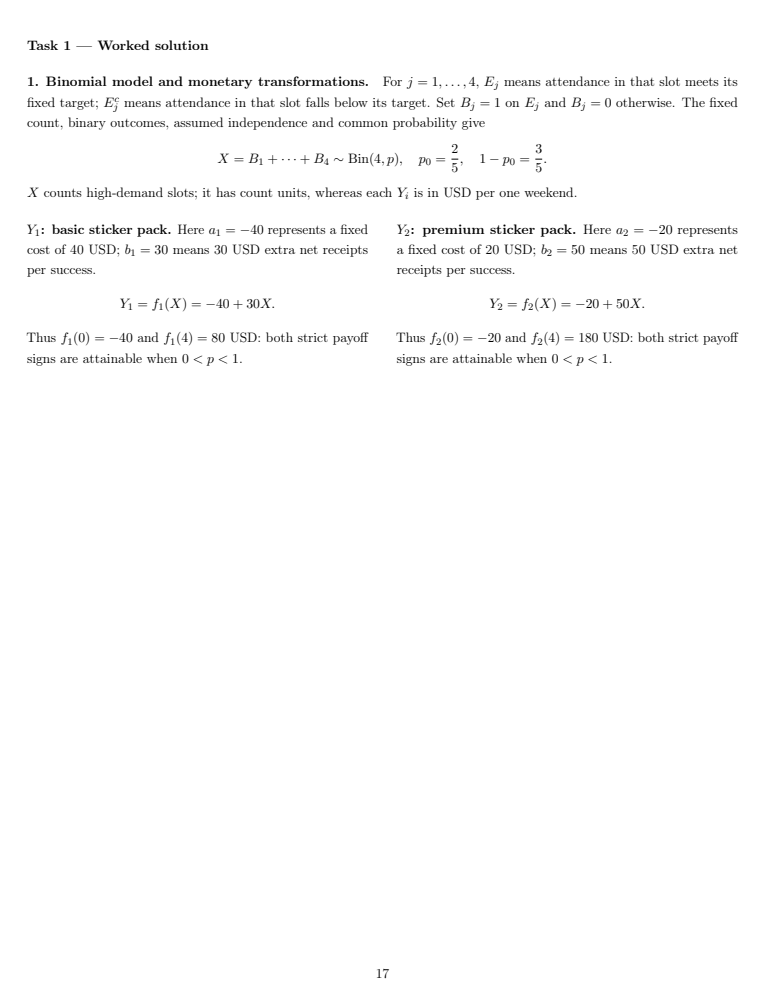 Task 1 — Worked solution
1. Binomial model and monetary transformations. For j = 1, . . . , 4, E_j means attendance in that slot meets its
fixed target; E_j^c means attendance in that slot falls below its target. Set B_j = 1 on E_j and B_j = 0 otherwise. The fixed
count, binary outcomes, assumed independence and common probability give
X = B_1 + · · · + B_4 ∼ Bin(4, p), p_0 = 2/5, 1 − p_0 = 3/5.
X counts high-demand slots; it has count units, whereas each Y_i is in USD per one weekend.
Y_1: basic sticker pack. Here a_1 = −40 represents a fixed
cost of 40 USD; b_1 = 30 means 30 USD extra net receipts
per success.
Y_1 = f_1(X) = −40 + 30X.
Thus f_1(0) = −40 and f_1(4) = 80 USD: both strict payoff
signs are attainable when 0 < p < 1.
Y_2: premium sticker pack. Here a_2 = −20 represents
a fixed cost of 20 USD; b_2 = 50 means 50 USD extra net
receipts per success.
Y_2 = f_2(X) = −20 + 50X.
Thus f_2(0) = −20 and f_2(4) = 180 USD: both strict payoff
signs are attainable when 0 < p < 1.
17